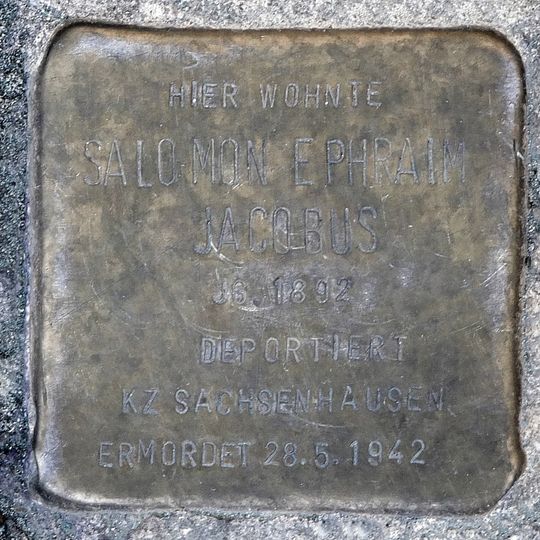 HIER WOHNTE
SALOMON EPHRAIM
JACOBUS
JG. 1892
DEPORTIERT
KZ SACHSENHAUSEN
ERMORDET 28.5.1942